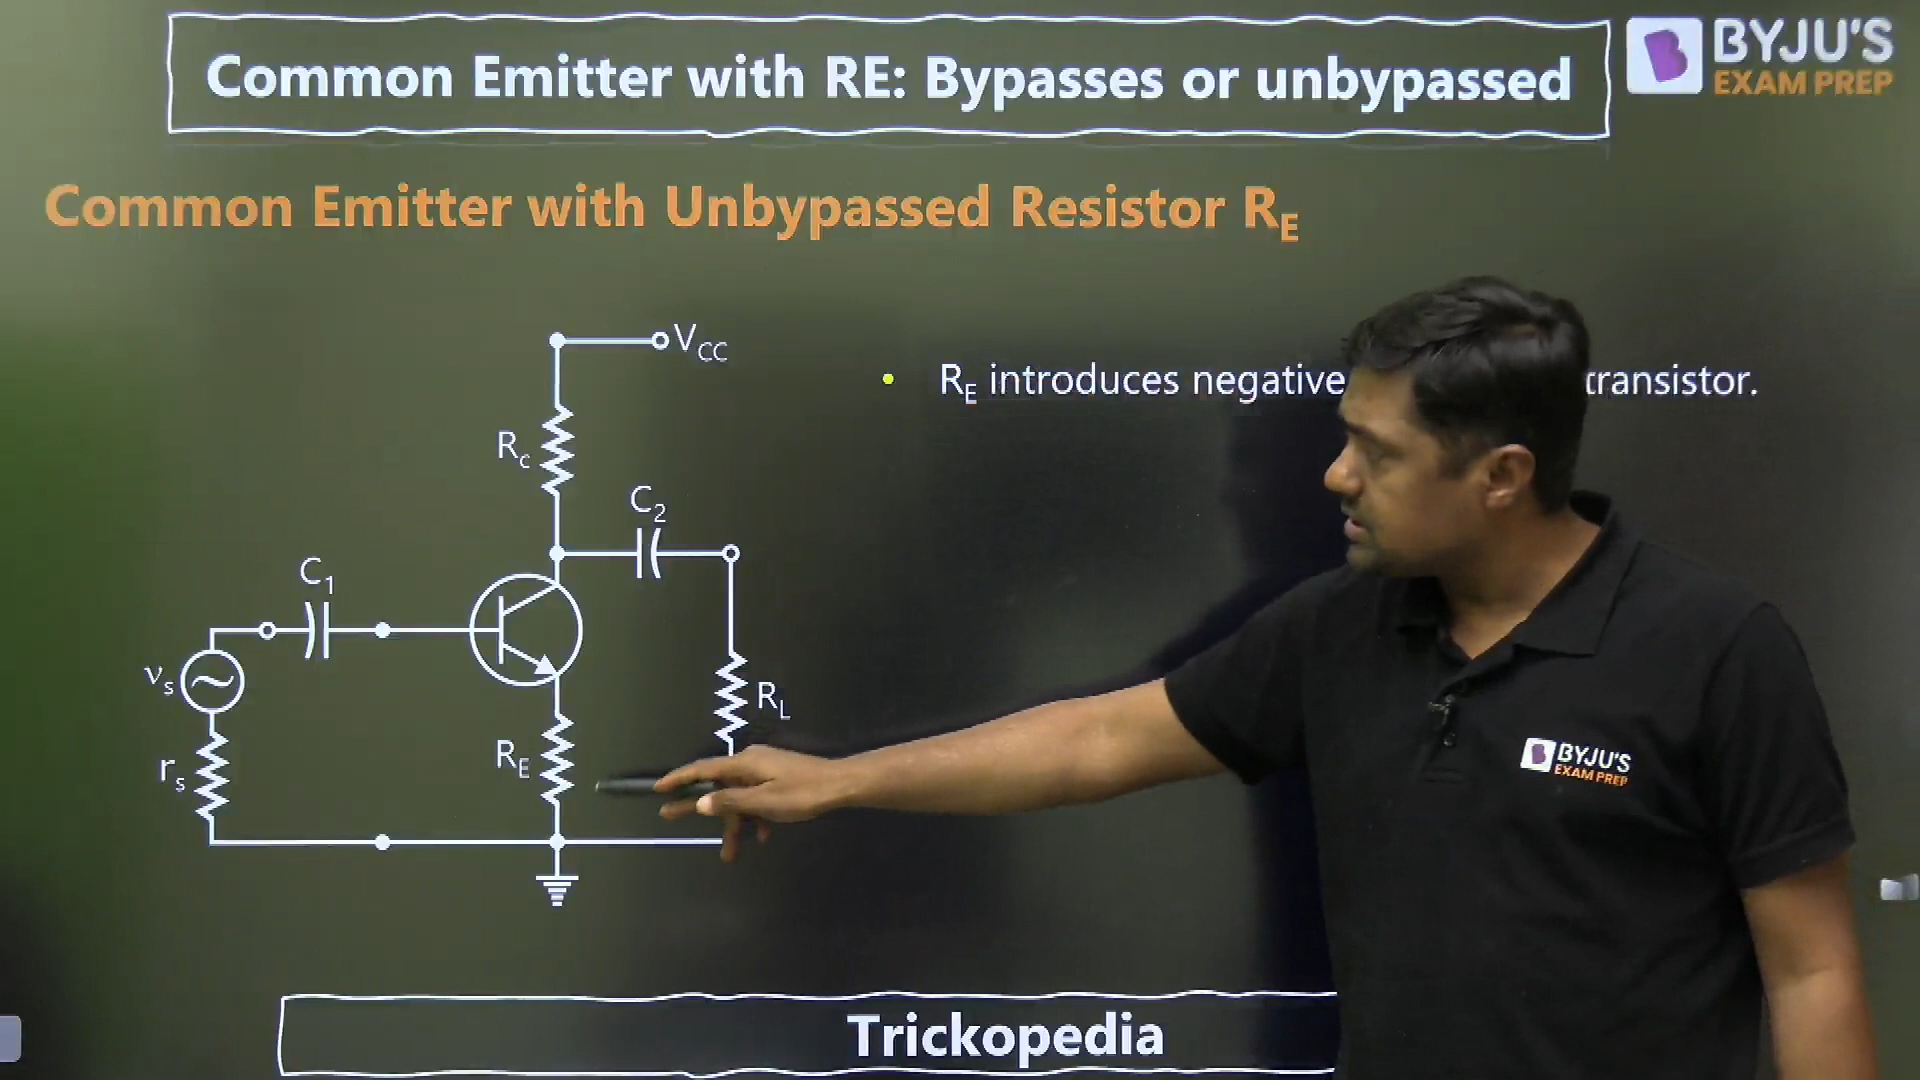 Common Emitter with RE: Bypasses or unbypassed
BYJU'S
EXAM PREP
Common Emitter with Unbypassed Resistor RE
VCC
• RE introduces negative transistor.
Rc
C2
C1
vs
RL
RE
rs
BYJU'S
EXAM PREP
Trickopedia